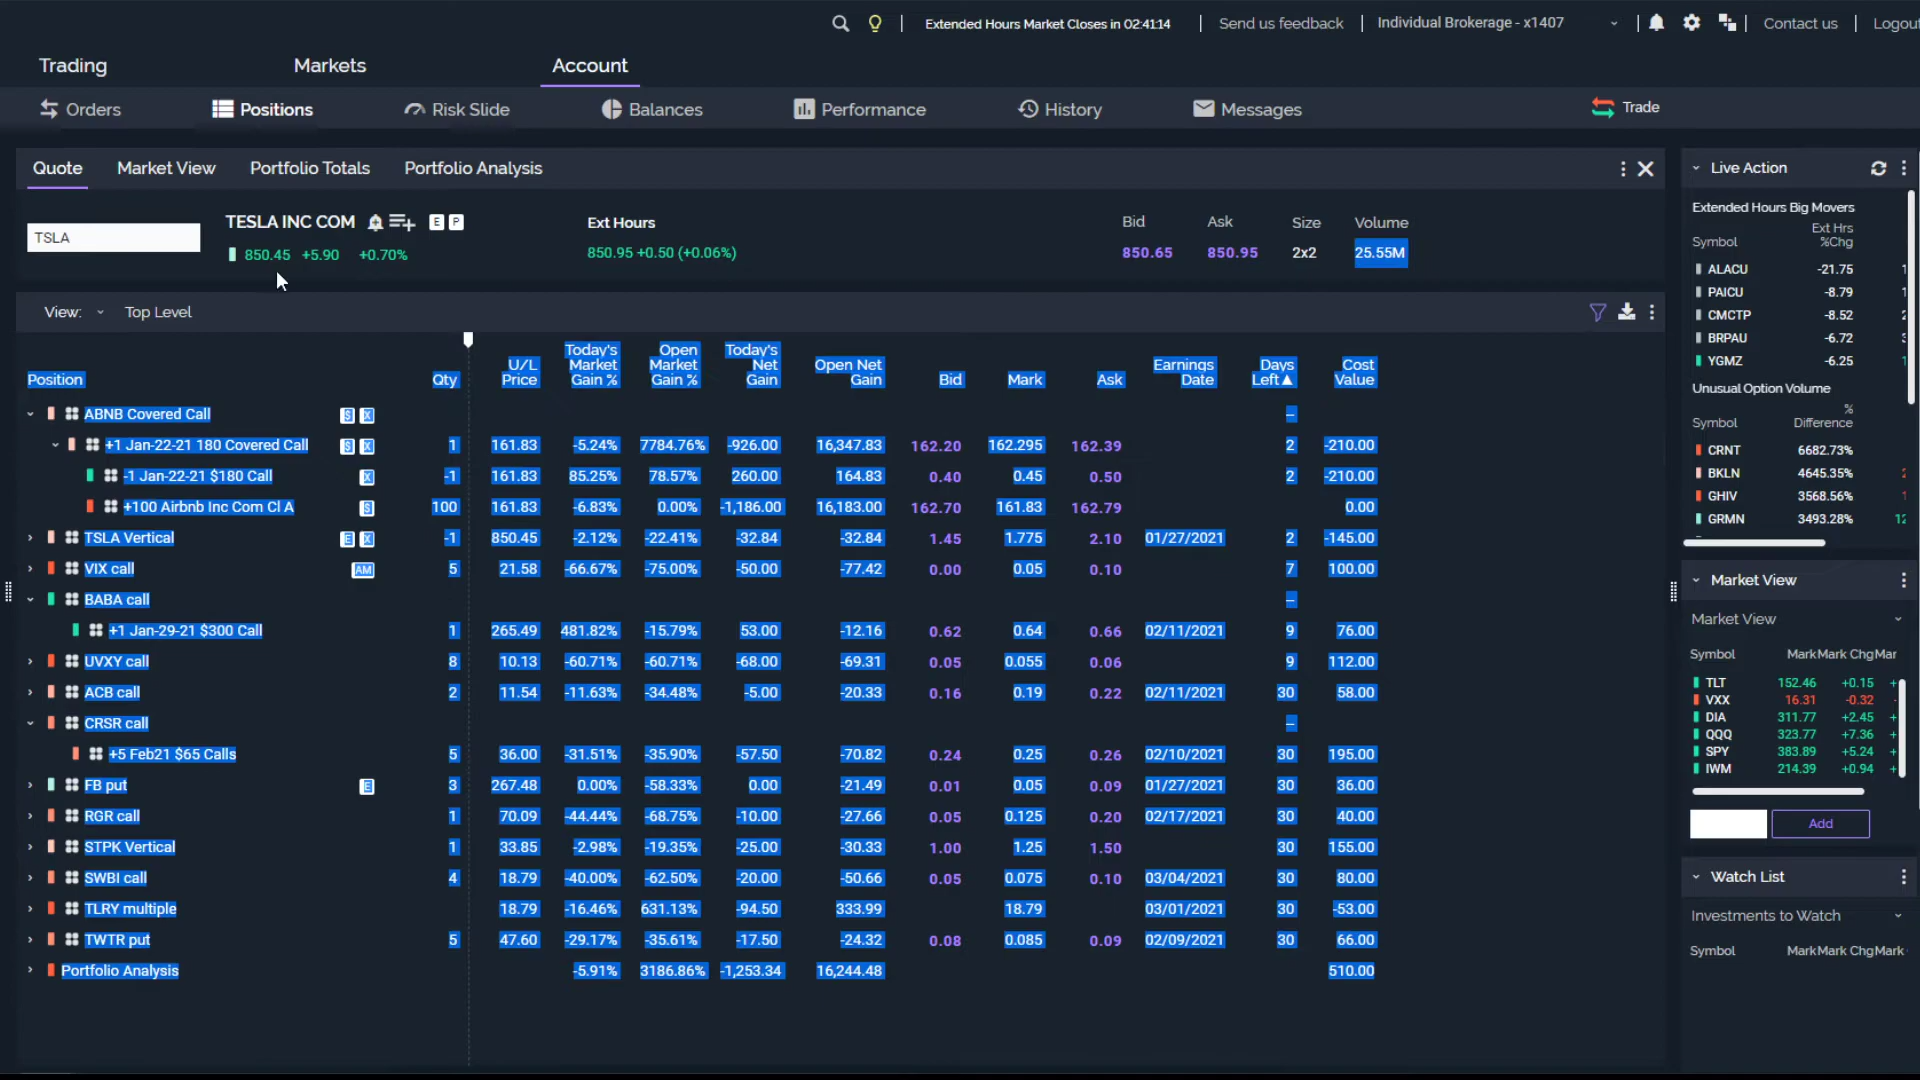 Extended Hours Market Closes in 02:41:14 Send us feedback Individual Brokerage - x1407 Contact us Logout
Trading Markets Account
Orders Positions Risk Slide Balances Performance History Messages Trade
Quote Market View Portfolio Totals Portfolio Analysis
TSLA
TESLA INC COM E P
850.45 +5.90 +0.70%
Ext Hours
850.95 +0.50 (+0.06%)
Bid Ask Size Volume
850.65 850.95 2x2 25.55M
View: Top Level
Position Qty U/L Price Today's Market Gain % Open Market Gain % Today's Net Gain Open Net Gain Bid Mark Ask Earnings Date Days Left▲ Cost Value
ABNB Covered Call S X --
+1 Jan-22-21 180 Covered Call S X 1 161.83 -5.24% 7784.76% -926.00 16,347.83 162.20 162.295 162.39 2 -210.00
-1 Jan-22-21 $180 Call X -1 161.83 85.25% 78.57% 260.00 164.83 0.40 0.45 0.50 2 -210.00
+100 Airbnb Inc Com Cl A S 100 161.83 -6.83% 0.00% -1,186.00 16,183.00 162.70 161.83 162.79 0.00
TSLA Vertical E X -1 850.45 -2.12% -22.41% -32.84 -32.84 1.45 1.775 2.10 01/27/2021 2 -145.00
VIX call AM 5 21.58 -66.67% -75.00% -50.00 -77.42 0.00 0.05 0.10 7 100.00
BABA call --
+1 Jan-29-21 $300 Call 1 265.49 481.82% -15.79% 53.00 -12.16 0.62 0.64 0.66 02/11/2021 9 76.00
UVXY call 8 10.13 -60.71% -60.71% -68.00 -69.31 0.05 0.055 0.06 9 112.00
ACB call 2 11.54 -11.63% -34.48% -5.00 -20.33 0.16 0.19 0.22 02/11/2021 30 58.00
CRSR call --
+5 Feb21 $65 Calls 5 36.00 -31.51% -35.90% -57.50 -70.82 0.24 0.25 0.26 02/10/2021 30 195.00
FB put E 3 267.48 0.00% -58.33% 0.00 -21.49 0.01 0.05 0.09 01/27/2021 30 36.00
RGR call 1 70.09 -44.44% -68.75% -10.00 -27.66 0.05 0.125 0.20 02/17/2021 30 40.00
STPK Vertical 1 33.85 -2.98% -19.35% -25.00 -30.33 1.00 1.25 1.50 30 155.00
SWBI call 4 18.79 -40.00% -62.50% -20.00 -50.66 0.05 0.075 0.10 03/04/2021 30 80.00
TLRY multiple 18.79 -16.46% 631.13% -94.50 333.99 18.79 03/01/2021 30 -53.00
TWTR put 5 47.60 -29.17% -35.61% -17.50 -24.32 0.08 0.085 0.09 02/09/2021 30 66.00
Portfolio Analysis -5.91% 3186.86% -1,253.34 16,244.48 510.00
Live Action
Extended Hours Big Movers
Symbol Ext Hrs %Chg
ALACU -21.75
PAICU -8.79
CMCTP -8.52
BRPAU -6.72
YGMZ -6.25
Unusual Option Volume
Symbol % Difference
CRNT 6682.73%
BKLN 4645.35%
GHIV 3568.56%
GRMN 3493.28% 12
Market View
Market View
Symbol Mark Mark Chg Mar
TLT 152.46 +0.15 +
VXX 16.31 -0.32 -
DIA 311.77 +2.45 +
QQQ 323.77 +7.36 +
SPY 383.89 +5.24 +
IWM 214.39 +0.94 +
Add
Watch List
Investments to Watch
Symbol Mark Mark Chg Mark